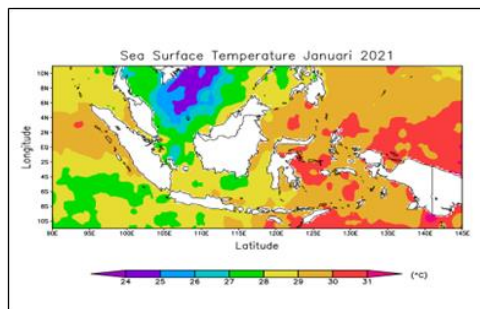 Sea Surface Temperature Januari 2021
10N
8N
6N
4N
2N
EQ
2S
4S
6S
8S
10S
Longitude
90E 95E 100E 105E 110E 115E 120E 125E 130E 135E 140E 145E
Latitude
24 25 26 27 28 29 30 31 (°C)